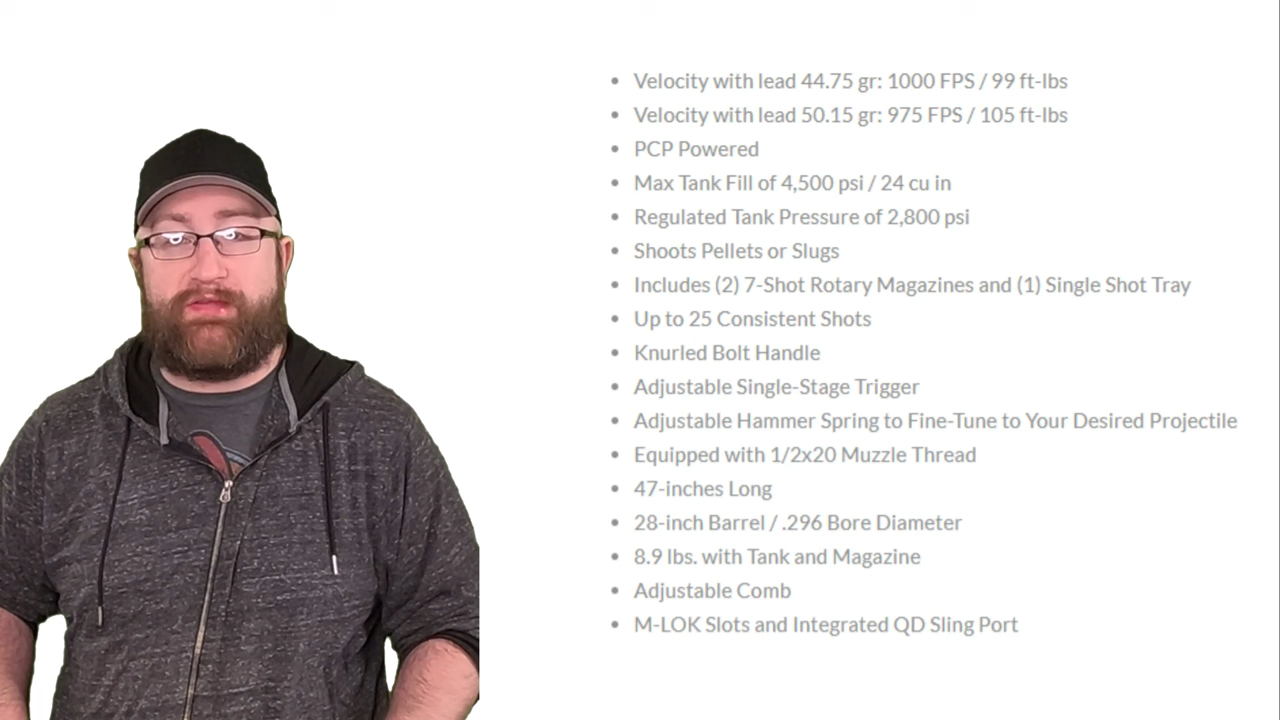 • Velocity with lead 44.75 gr: 1000 FPS / 99 ft-lbs
• Velocity with lead 50.15 gr: 975 FPS / 105 ft-lbs
• PCP Powered
• Max Tank Fill of 4,500 psi / 24 cu in
• Regulated Tank Pressure of 2,800 psi
• Shoots Pellets or Slugs
• Includes (2) 7-Shot Rotary Magazines and (1) Single Shot Tray
• Up to 25 Consistent Shots
• Knurled Bolt Handle
• Adjustable Single-Stage Trigger
• Adjustable Hammer Spring to Fine-Tune to Your Desired Projectile
• Equipped with 1/2x20 Muzzle Thread
• 47-inches Long
• 28-inch Barrel / .296 Bore Diameter
• 8.9 lbs. with Tank and Magazine
• Adjustable Comb
• M-LOK Slots and Integrated QD Sling Port